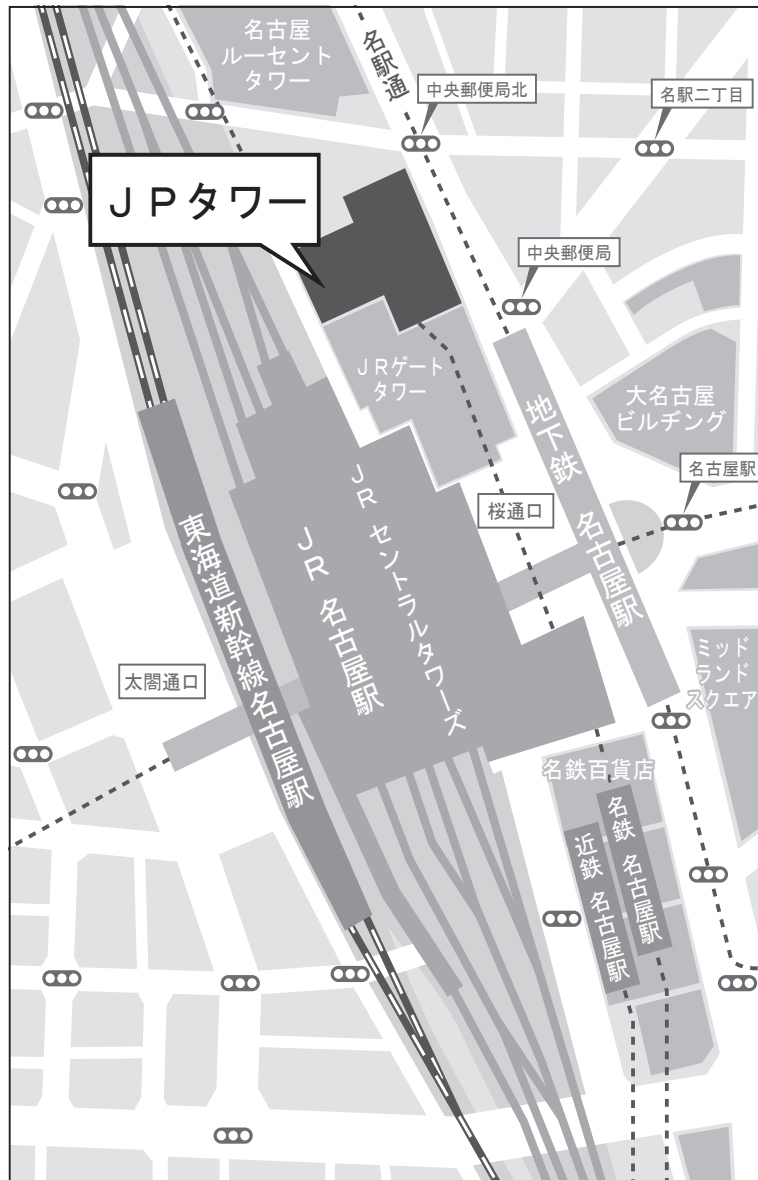 名古屋
ルーセント
タワー
名駅通
中央郵便局北
名駅二丁目
ＪＰタワー
中央郵便局
ＪＲゲート
タワー
大名古屋
ビルヂング
地下鉄 名古屋駅
名古屋駅
桜通口
ＪＲ セントラルタワーズ
ＪＲ 名古屋駅
東海道新幹線名古屋駅
太閤通口
ミッド
ランド
スクエア
名鉄百貨店
名鉄 名古屋駅
近鉄 名古屋駅